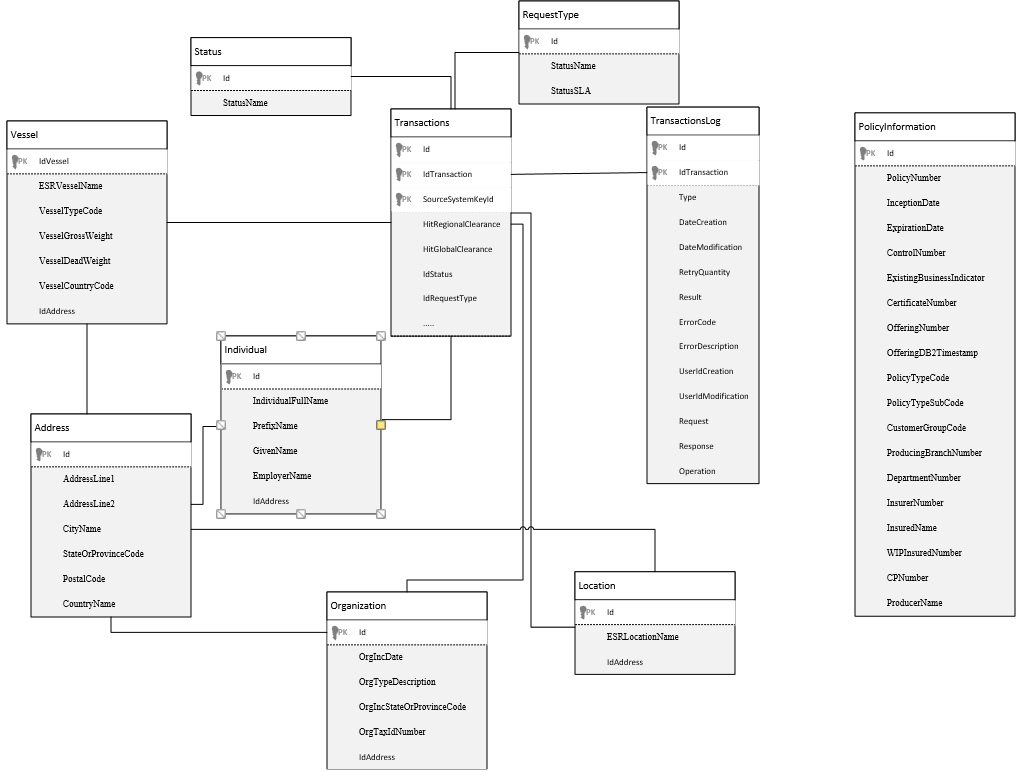 RequestType
PK Id
StatusName
StatusSLA
Status
PK Id
StatusName
Vessel
PK IdVessel
ESRVesselName
VesselTypeCode
VesselGrossWeight
VesselDeadWeight
VesselCountryCode
IdAddress
Transactions
PK Id
PK IdTransaction
PK SourceSystemKeyId
HitRegionalClearance
HitGlobalClearance
IdStatus
IdRequestType
.....
TransactionsLog
PK Id
PK IdTransaction
Type
DateCreation
DateModification
RetryQuantity
Result
ErrorCode
ErrorDescription
UserIdCreation
UserIdModification
Request
Response
Operation
PolicyInformation
PK Id
PolicyNumber
InceptionDate
ExpirationDate
ControlNumber
ExistingBusinessIndicator
CertificateNumber
OfferingNumber
OfferingDB2Timestamp
PolicyTypeCode
PolicyTypeSubCode
CustomerGroupCode
ProducingBranchNumber
DepartmentNumber
InsurerNumber
InsuredName
WIPInsuredNumber
CPNumber
ProducerName
Individual
PK Id
IndividualFullName
PrefixName
GivenName
EmployerName
IdAddress
Address
PK Id
AddressLine1
AddressLine2
CityName
StateOrProvinceCode
PostalCode
CountryName
Organization
PK Id
OrgIncDate
OrgTypeDescription
OrgIncStateOrProvinceCode
OrgTaxIdNumber
IdAddress
Location
PK Id
ESRLocationName
IdAddress